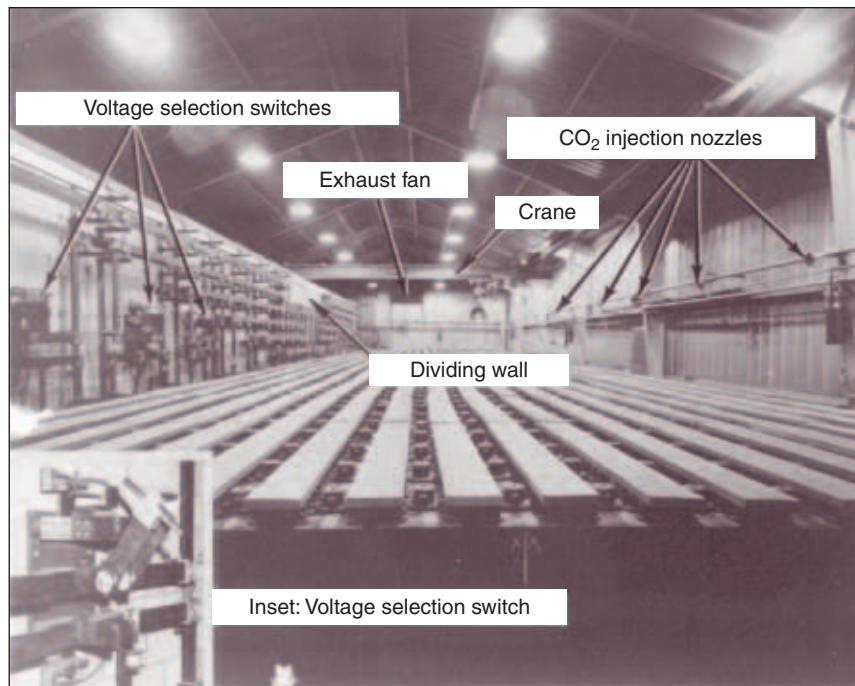 Voltage selection switches
CO₂ injection nozzles
Exhaust fan
Crane
Dividing wall
Inset: Voltage selection switch